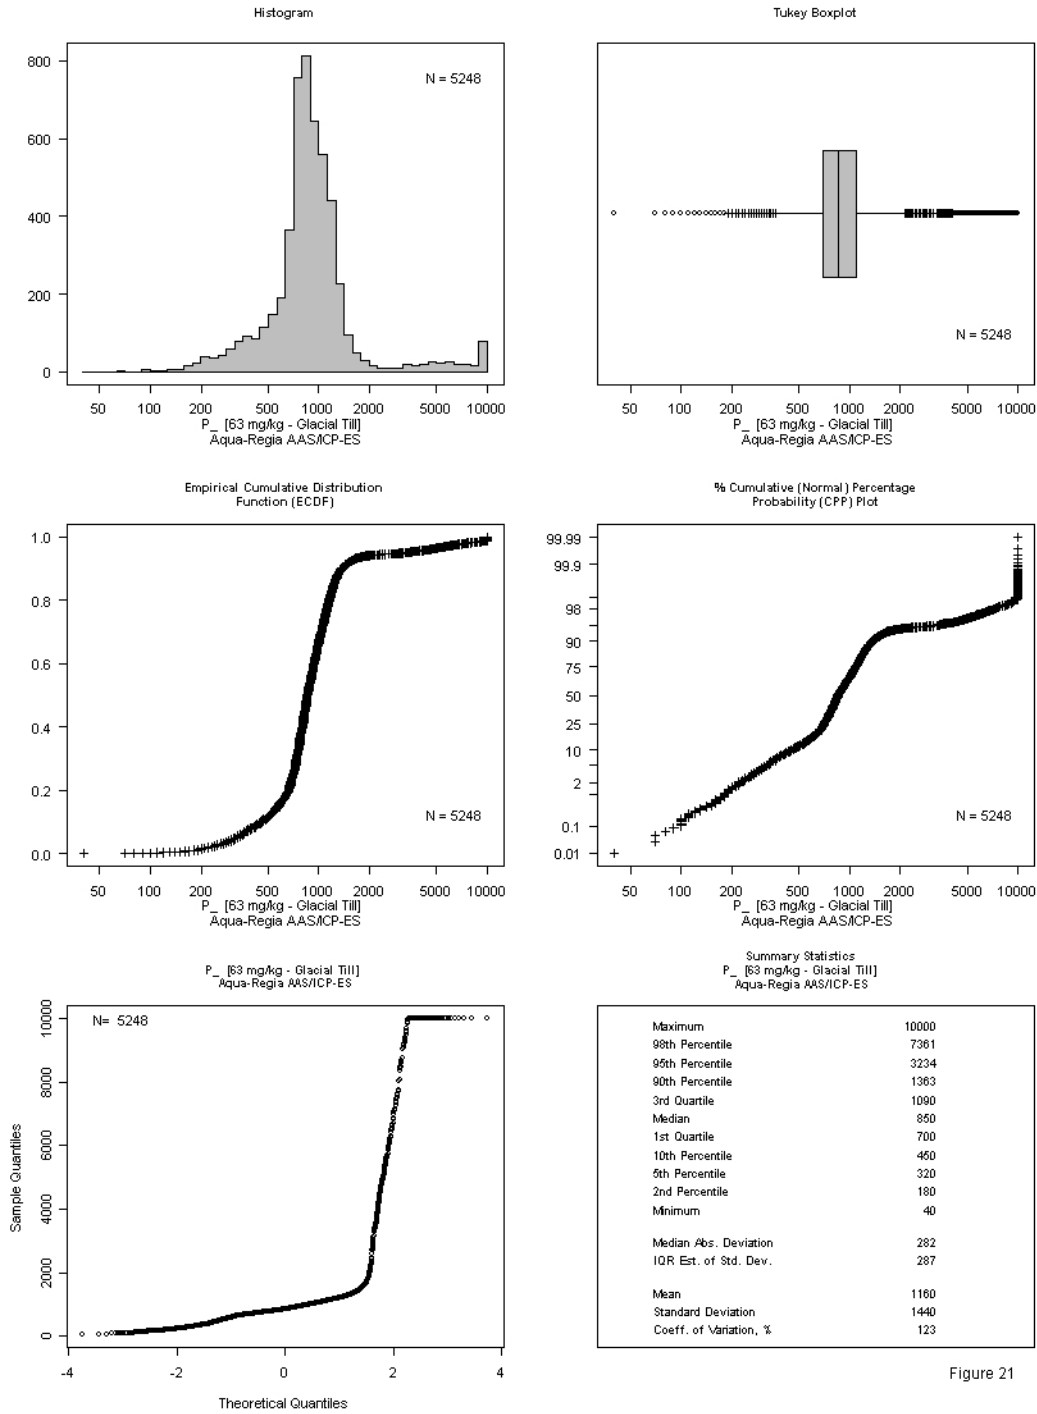 Histogram
N = 5248
800
600
400
200
0
50 100 200 500 1000 2000 5000 10000
P_ [63 mg/kg - Glacial Till]
Aqua-Regia AAS/ICP-ES
Tukey Boxplot
N = 5248
50 100 200 500 1000 2000 5000 10000
P_ [63 mg/kg - Glacial Till]
Aqua-Regia AAS/ICP-ES
Empirical Cumulative Distribution
Function (ECDF)
1.0
0.8
0.6
0.4
0.2
0.0
N = 5248
50 100 200 500 1000 2000 5000 10000
P_ [63 mg/kg - Glacial Till]
Aqua-Regia AAS/ICP-ES
% Cumulative (Normal) Percentage
Probability (CPP) Plot
99.99
99.9
98
90
75
50
25
10
2
0.1
0.01
N = 5248
50 100 200 500 1000 2000 5000 10000
P_ [63 mg/kg - Glacial Till]
Aqua-Regia AAS/ICP-ES
P_ [63 mg/kg - Glacial Till]
Aqua-Regia AAS/ICP-ES
N= 5248
10000
8000
6000
4000
2000
0
Sample Quantiles
-4 -2 0 2 4
Theoretical Quantiles
Summary Statistics
P_ [63 mg/kg - Glacial Till]
Aqua-Regia AAS/ICP-ES
Maximum 10000
98th Percentile 7361
95th Percentile 3234
90th Percentile 1363
3rd Quartile 1090
Median 850
1st Quartile 700
10th Percentile 450
5th Percentile 320
2nd Percentile 180
Minimum 40
Median Abs. Deviation 282
IQR Est. of Std. Dev. 287
Mean 1160
Standard Deviation 1440
Coeff. of Variation, % 123
Figure 21